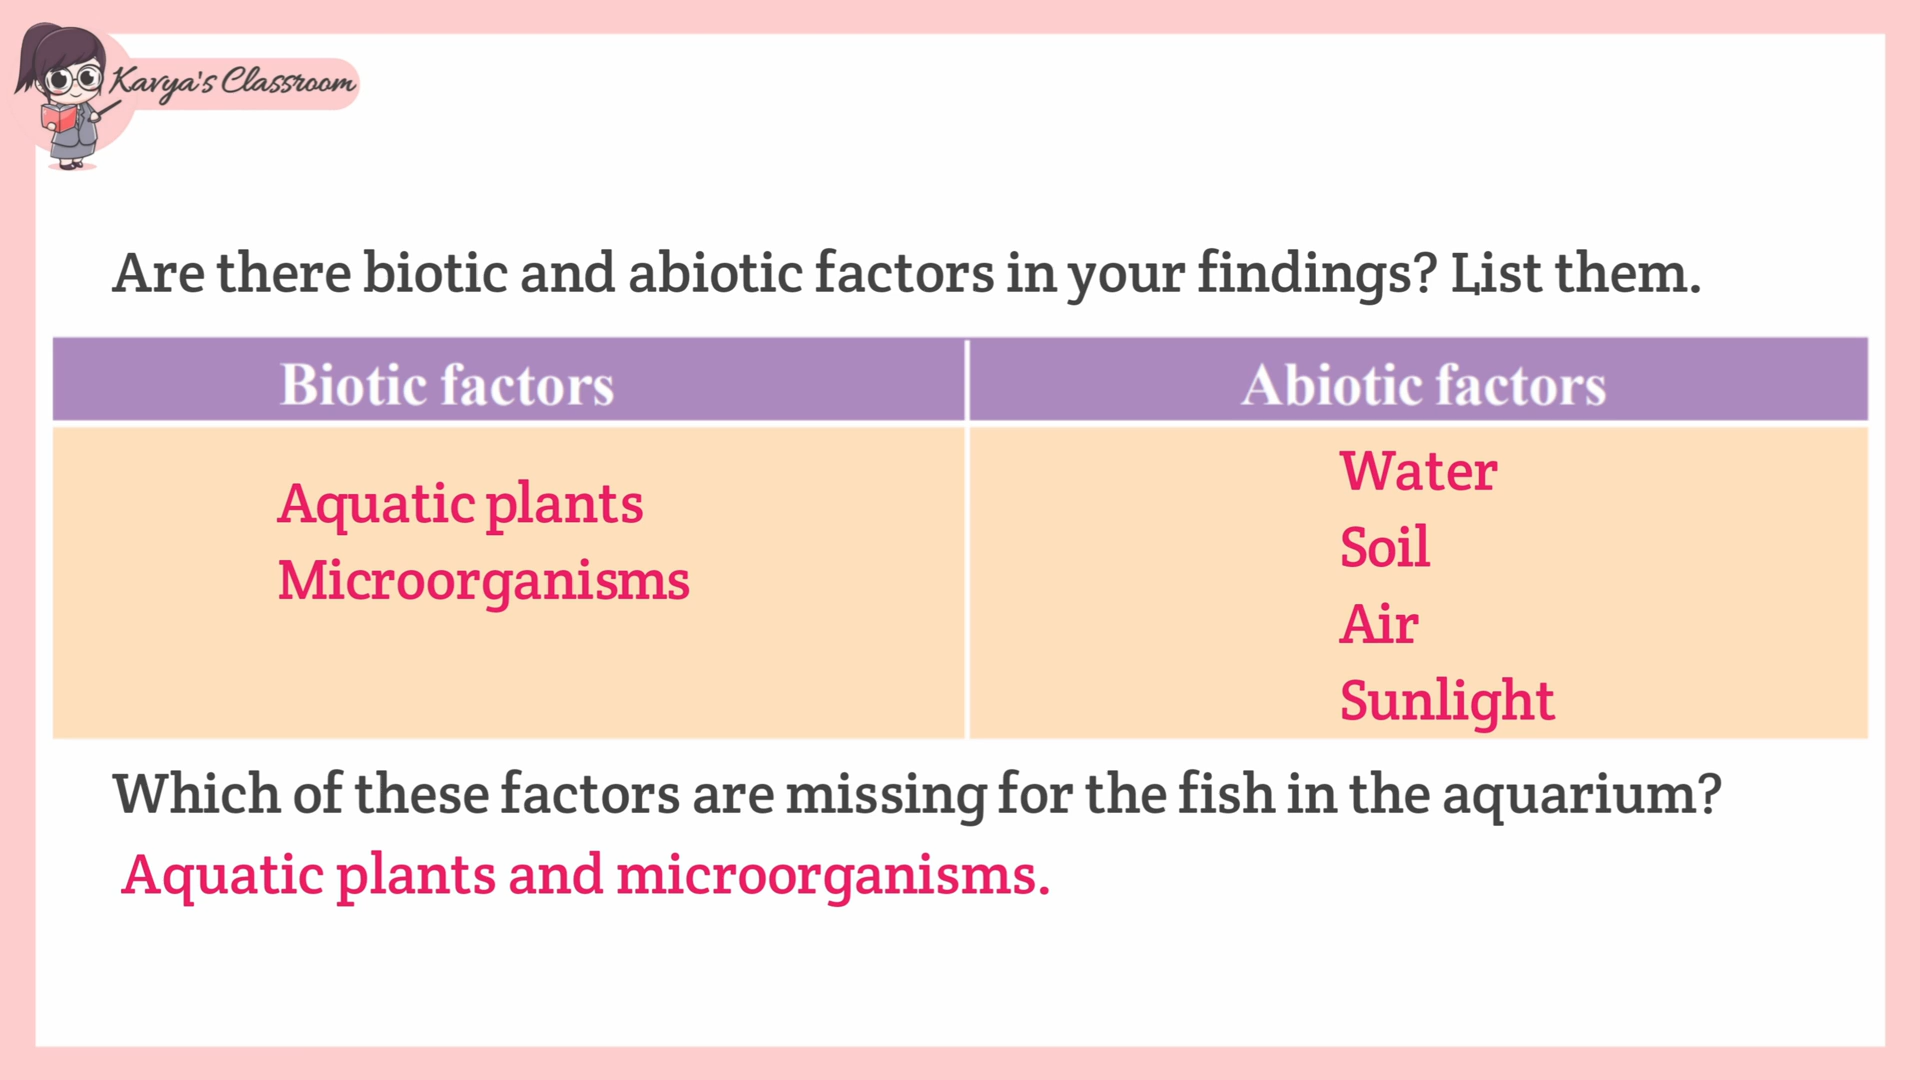 Kavya's Classroom
Are there biotic and abiotic factors in your findings? List them.
Biotic factors
Abiotic factors
Aquatic plants
Microorganisms
Water
Soil
Air
Sunlight
Which of these factors are missing for the fish in the aquarium?
Aquatic plants and microorganisms.